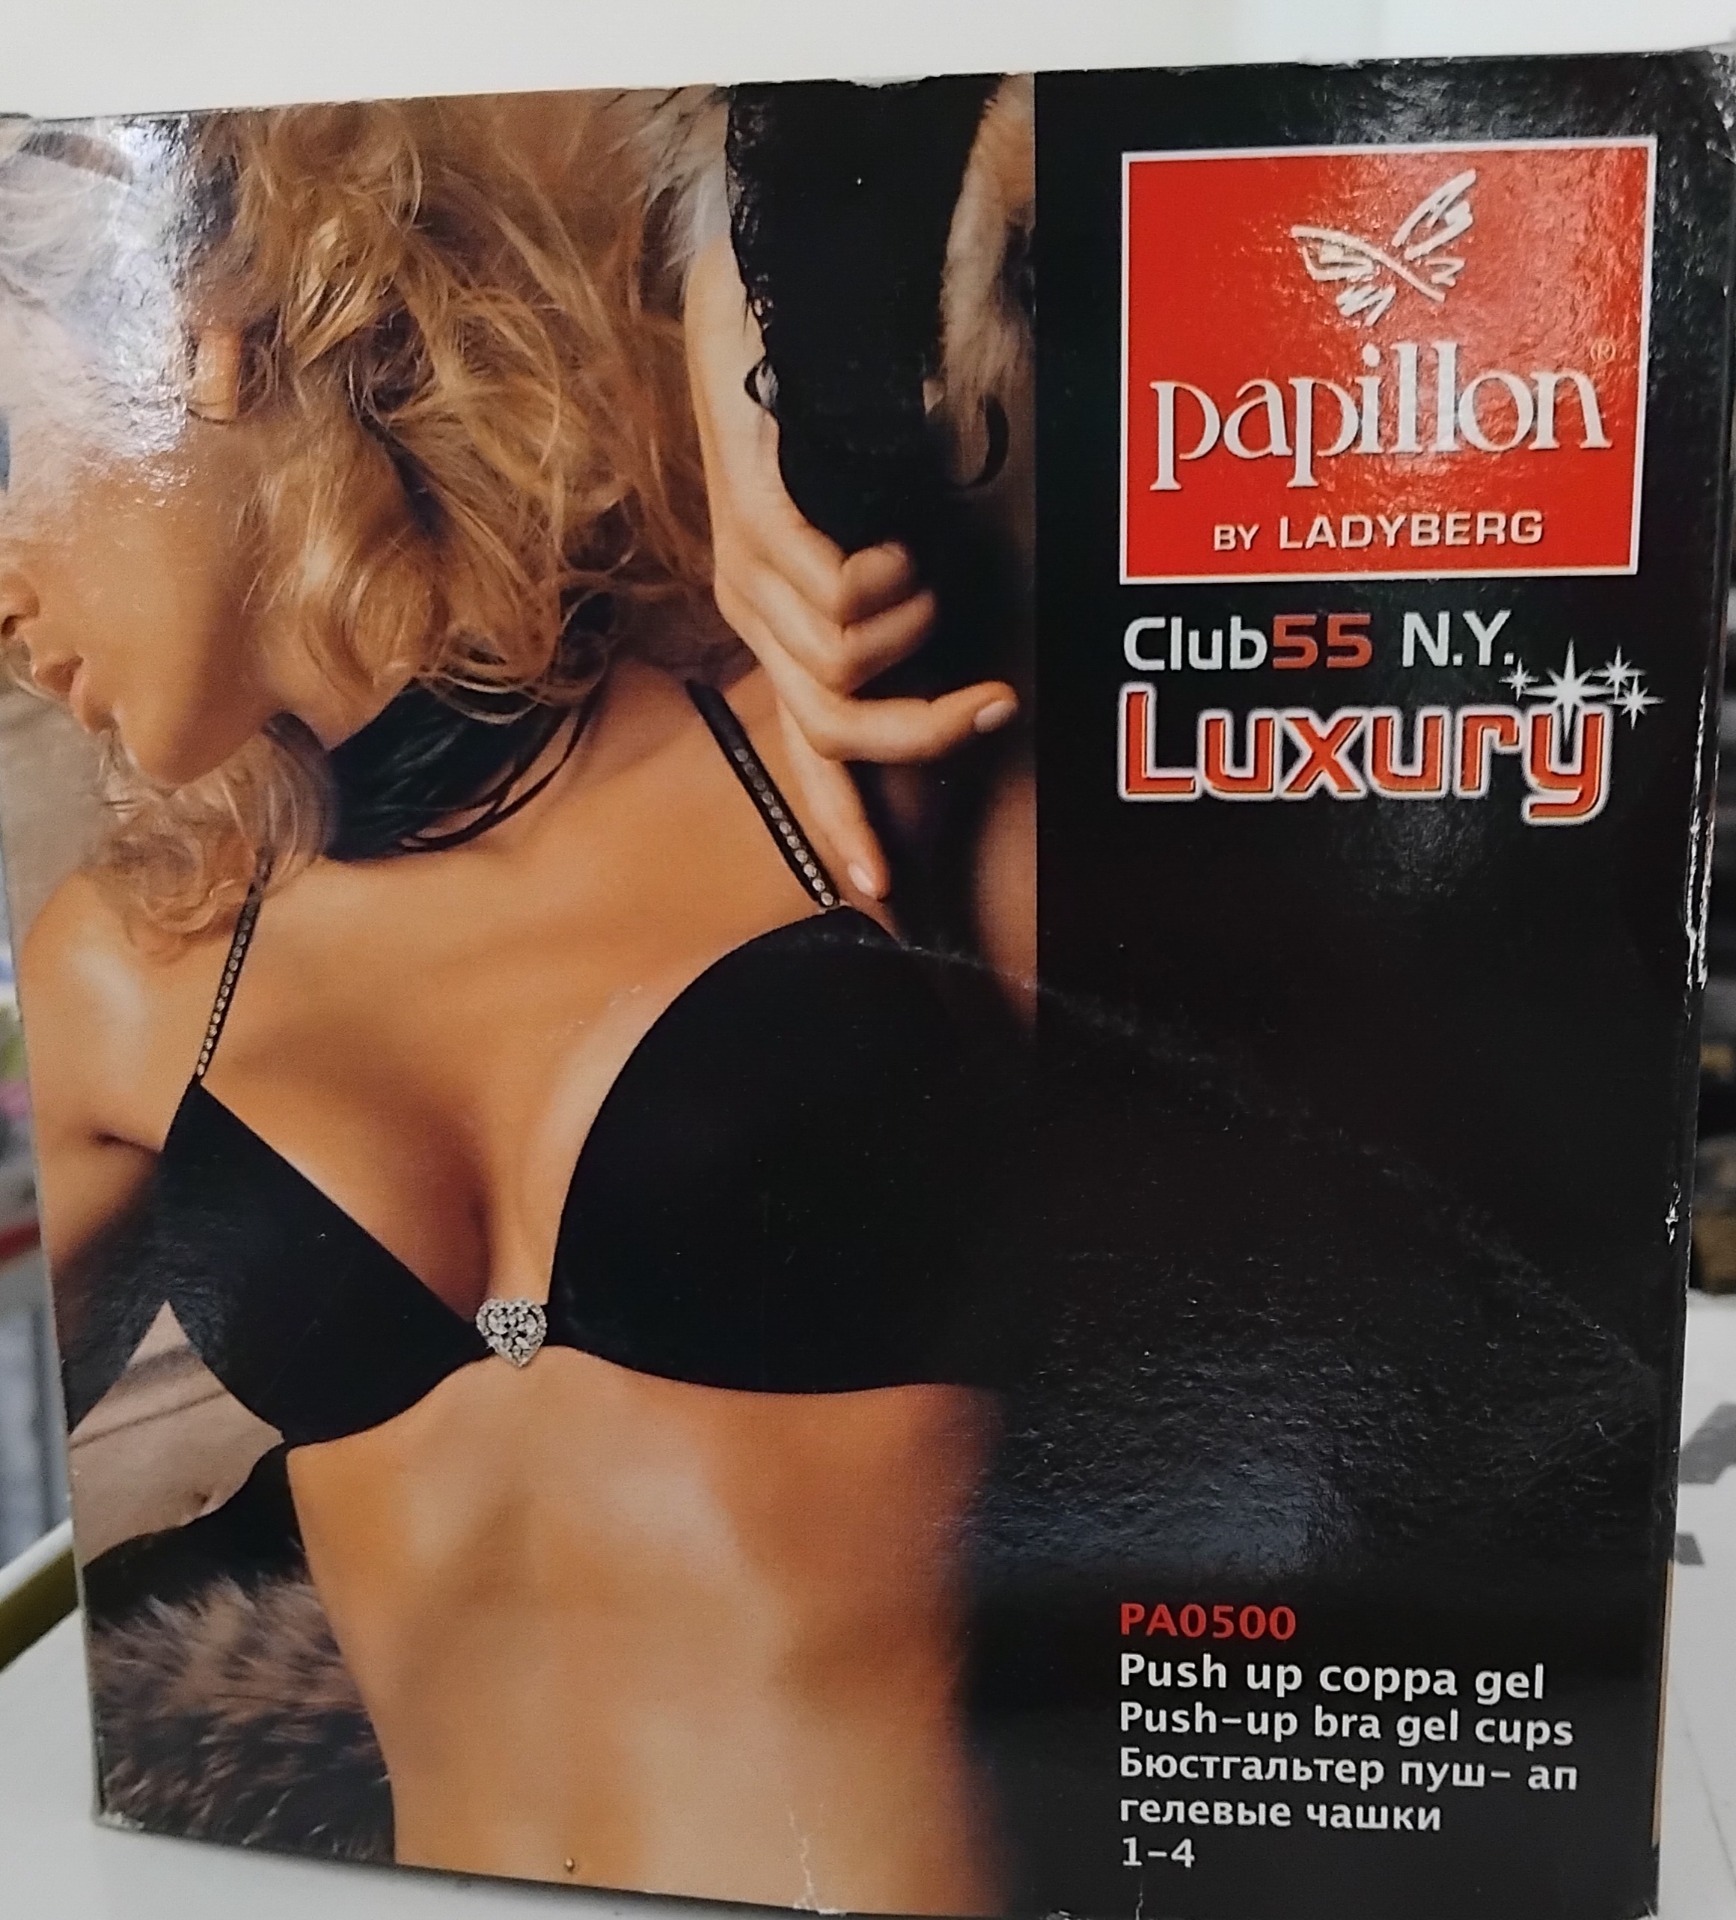 papillon®
BY LADYBERG
Club55 N.Y.
Luxury
PA0500
Push up coppa gel
Push-up bra gel cups
Бюстгальтер пуш- ап
гелевые чашки
1-4